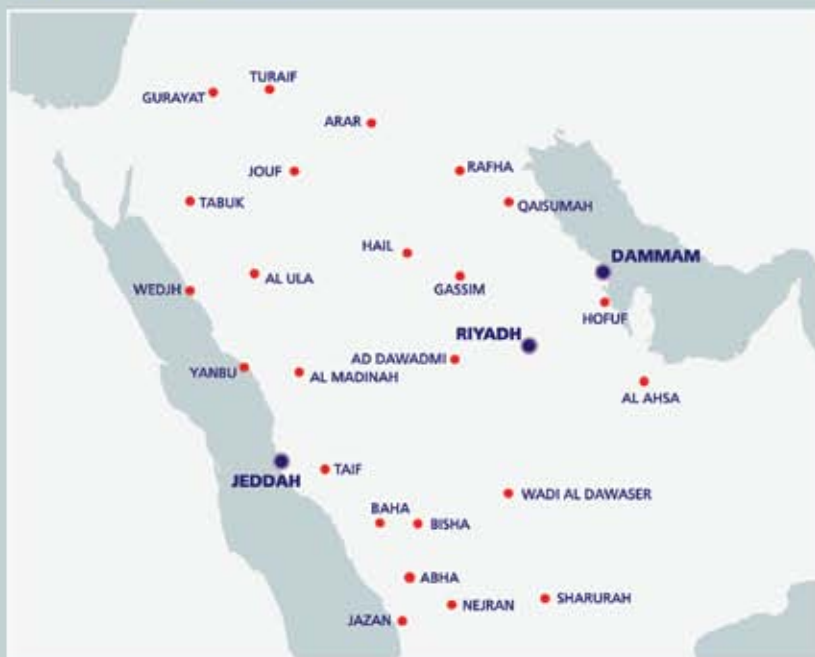 TURAIF
GURAYAT
ARAR
JOUF
RAFHA
TABUK
QAISUMAH
HAIL
DAMMAM
AL ULA
WEDJH
GASSIM
HOFUF
RIYADH
AD DAWADMI
YANBU
AL MADINAH
AL AHSA
TAIF
JEDDAH
WADI AL DAWASER
BAHA
BISHA
ABHA
NEJRAN
SHARURAH
JAZAN